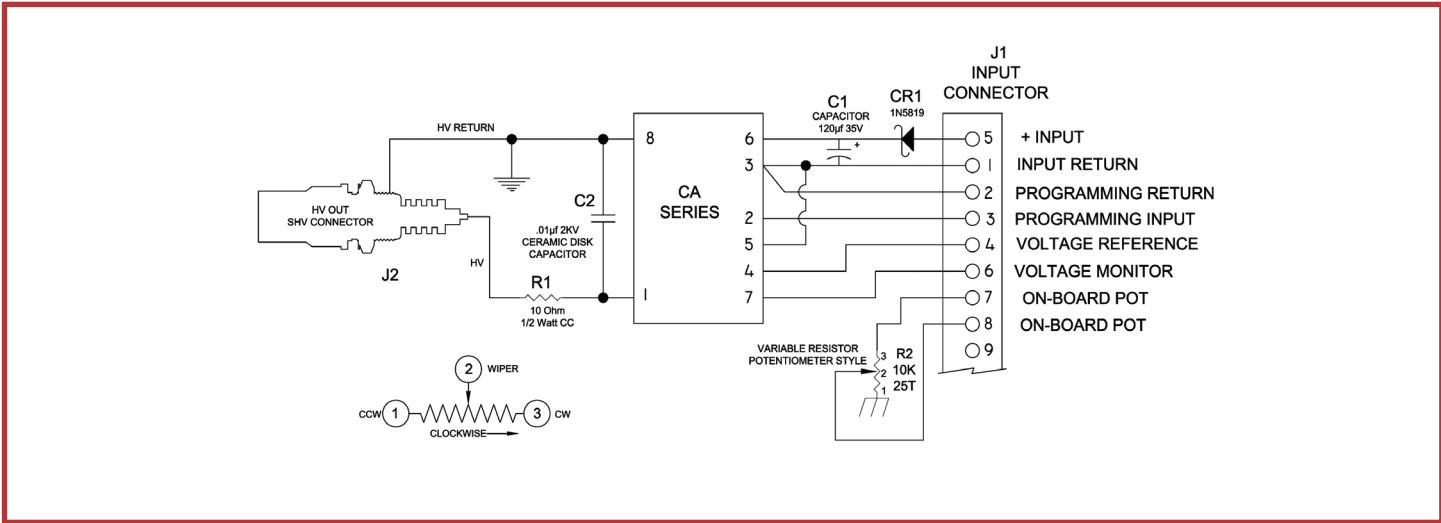 J1
INPUT
CONNECTOR
C1
CAPACITOR
120µf 35V
+
CR1
1N5819
HV RETURN
8
6
5
+ INPUT
3
I
INPUT RETURN
CA
SERIES
2
PROGRAMMING RETURN
C2
HV OUT
SHV CONNECTOR
2
3
PROGRAMMING INPUT
.01µf 2KV
CERAMIC DISK
CAPACITOR
5
4
VOLTAGE REFERENCE
J2
HV
4
6
VOLTAGE MONITOR
R1
I
7
7
ON-BOARD POT
10 Ohm
1/2 Watt CC
8
ON-BOARD POT
VARIABLE RESISTOR
POTENTIOMETER STYLE
3
2
1
R2
10K
25T
9
2
WIPER
CCW
1
3
CW
CLOCKWISE